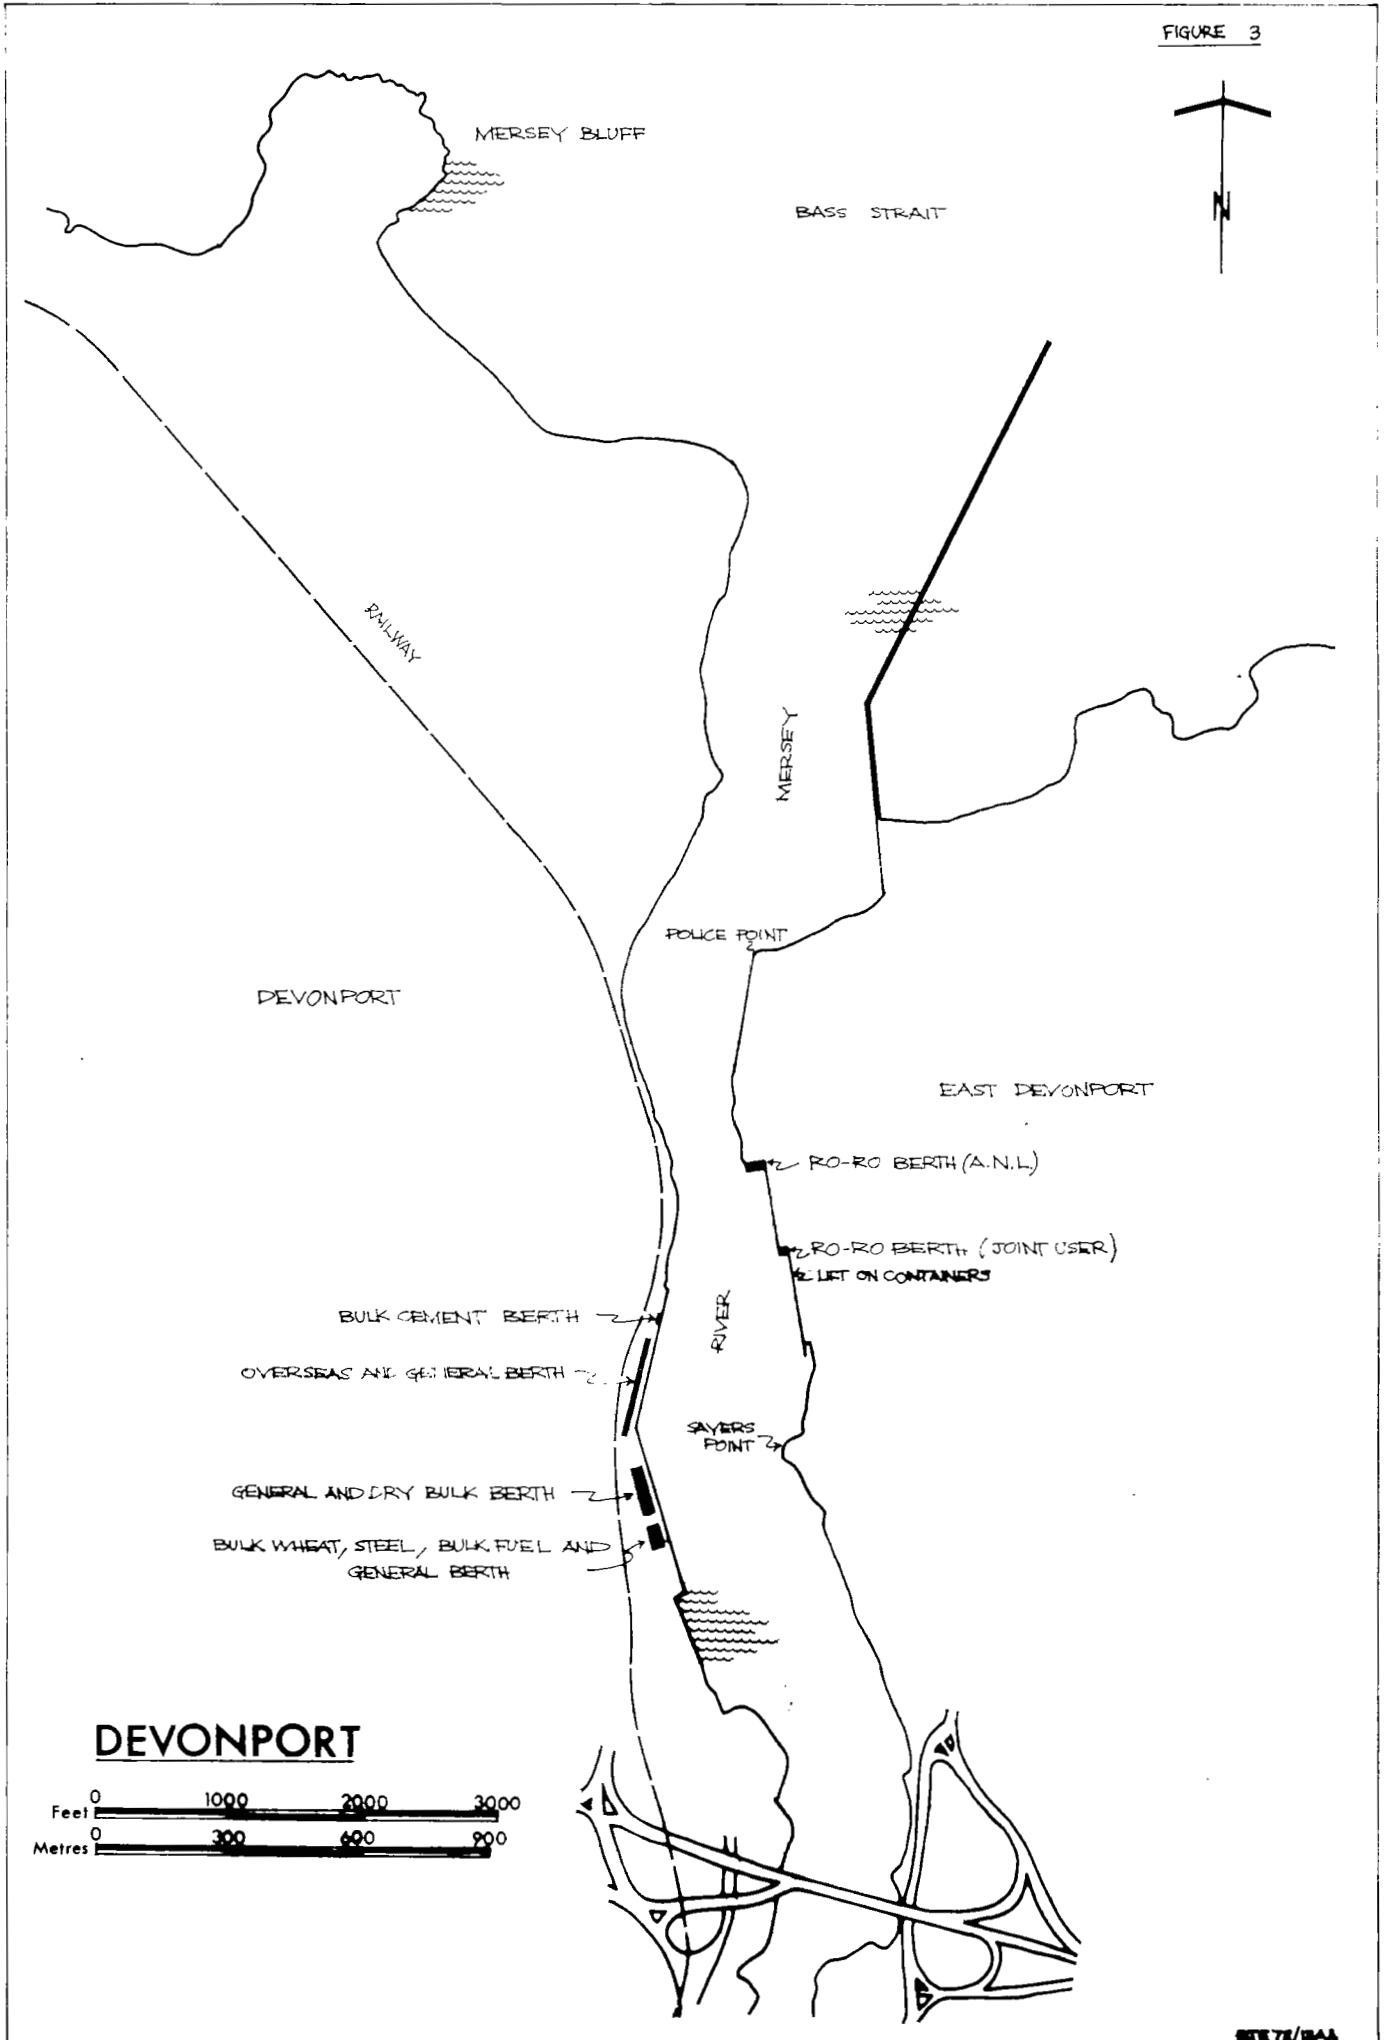 FIGURE 3
MERSEY BLUFF
BASS STRAIT
N
RAILWAY
MERSEY
POLICE POINT
DEVONPORT
EAST DEVONPORT
RO-RO BERTH (A.N.L.)
RO-RO BERTH (JOINT USER)
LIFT ON CONTAINERS
RIVER
BULK CEMENT BERTH
OVERSEAS AND GENERAL BERTH
SAYERS
POINT
GENERAL AND DRY BULK BERTH
BULK WHEAT, STEEL, BULK FUEL AND
GENERAL BERTH
DEVONPORT
Feet 0 1000 2000 3000
Metres 0 300 600 900